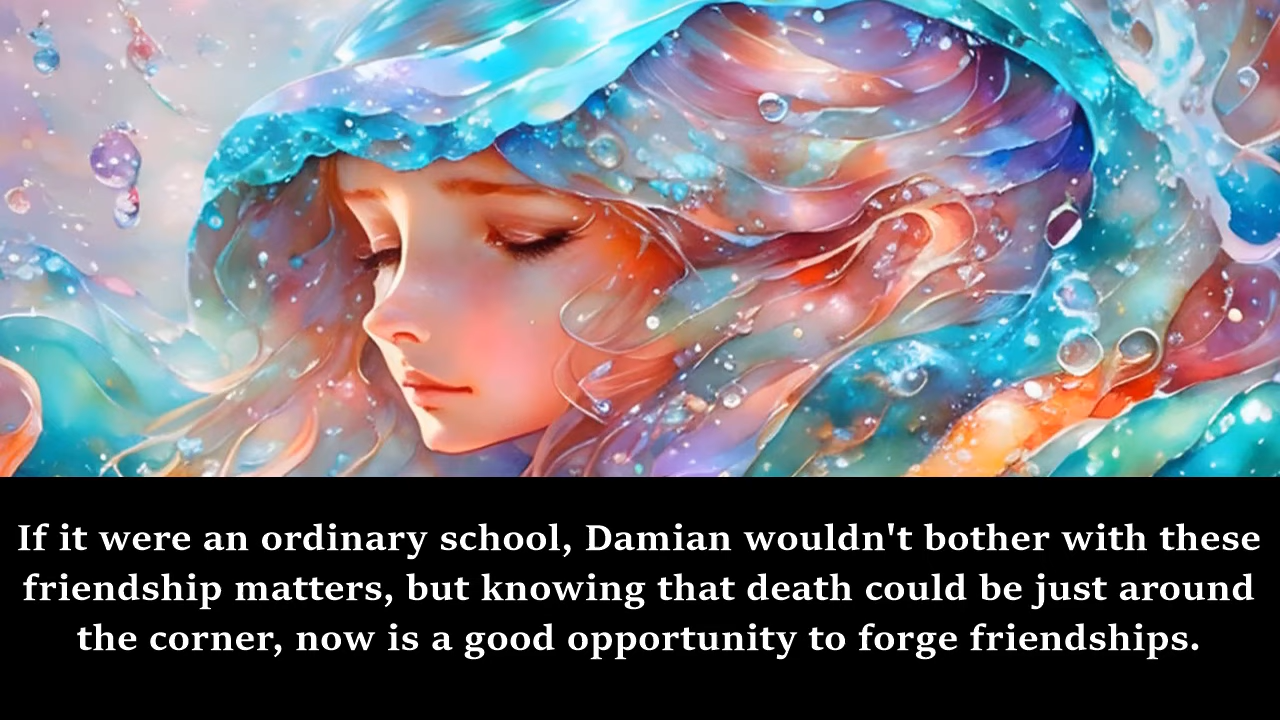 If it were an ordinary school, Damian wouldn't bother with these
friendship matters, but knowing that death could be just around
the corner, now is a good opportunity to forge friendships.